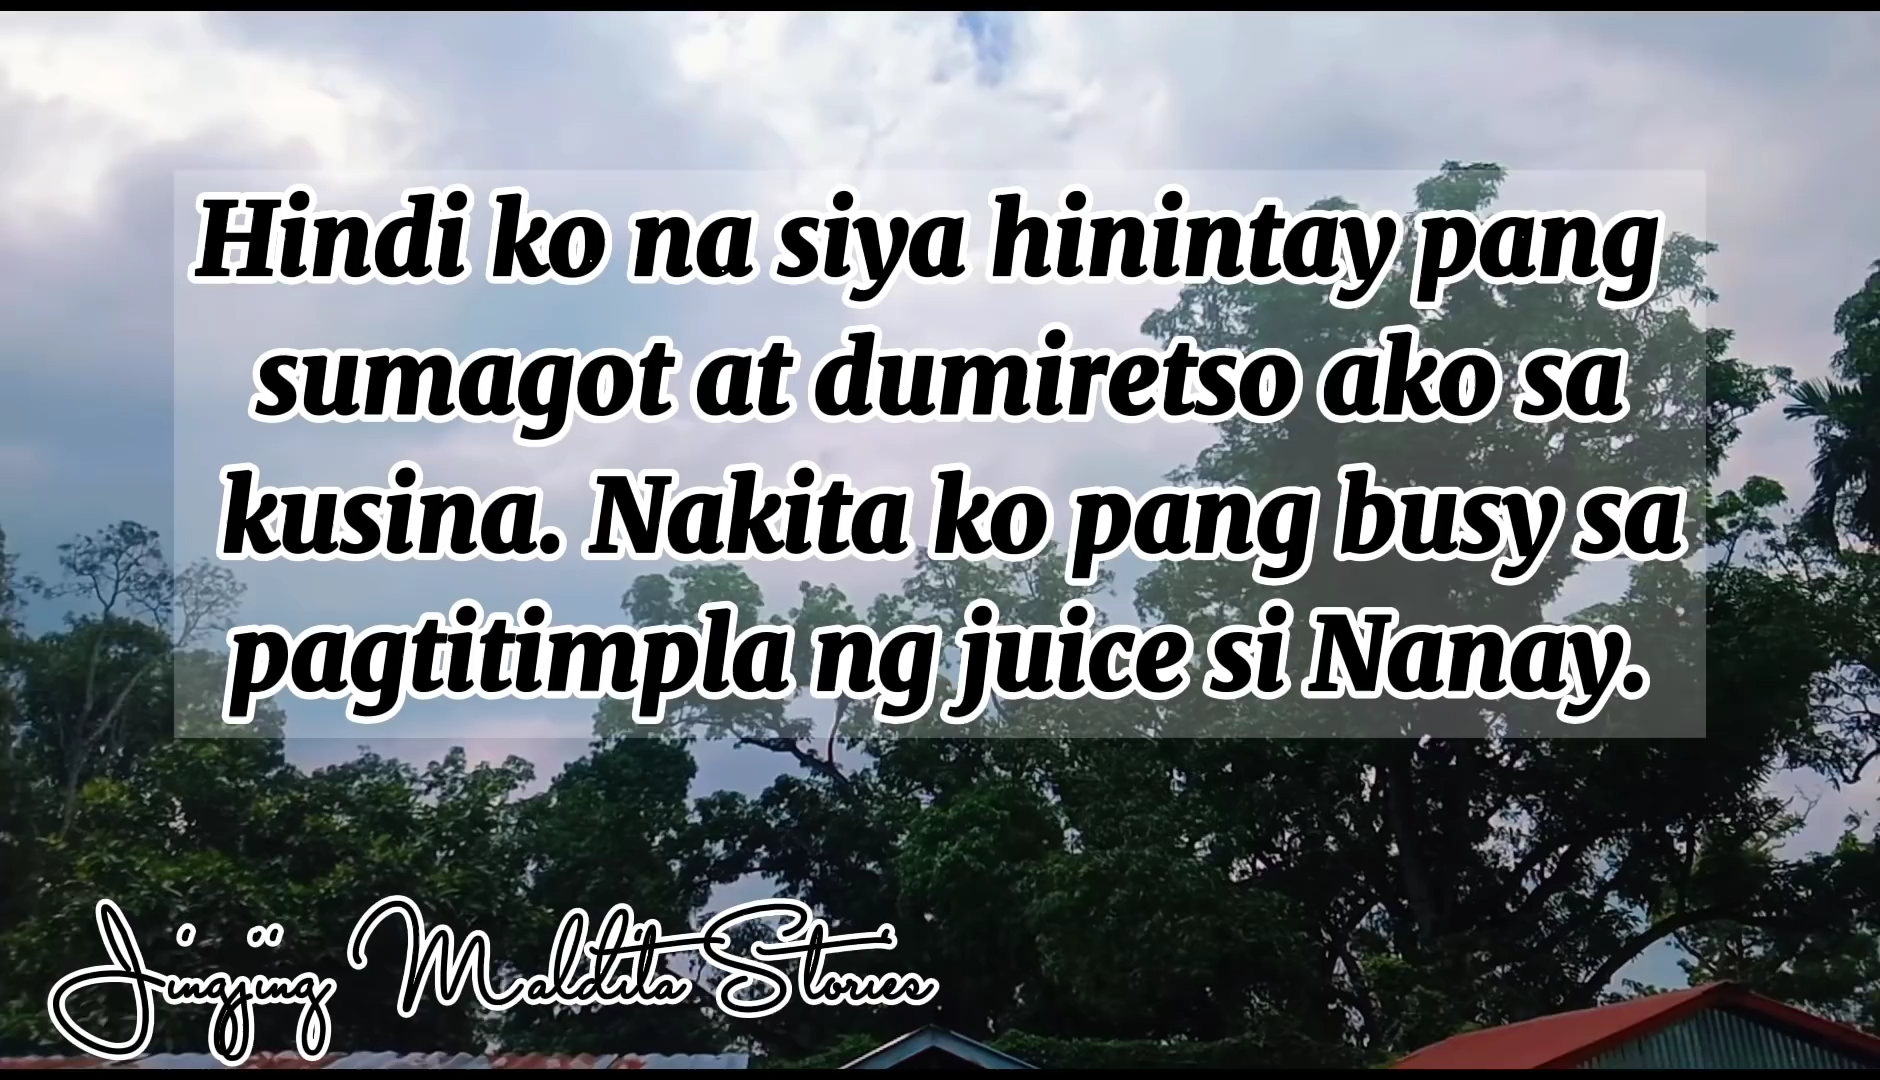 Hindi ko na siya hinintay pang
sumagot at dumiretso ako sa
kusina. Nakita ko pang busy sa
pagtitimpla ng juice si Nanay.
Jingjing Maldita Stories